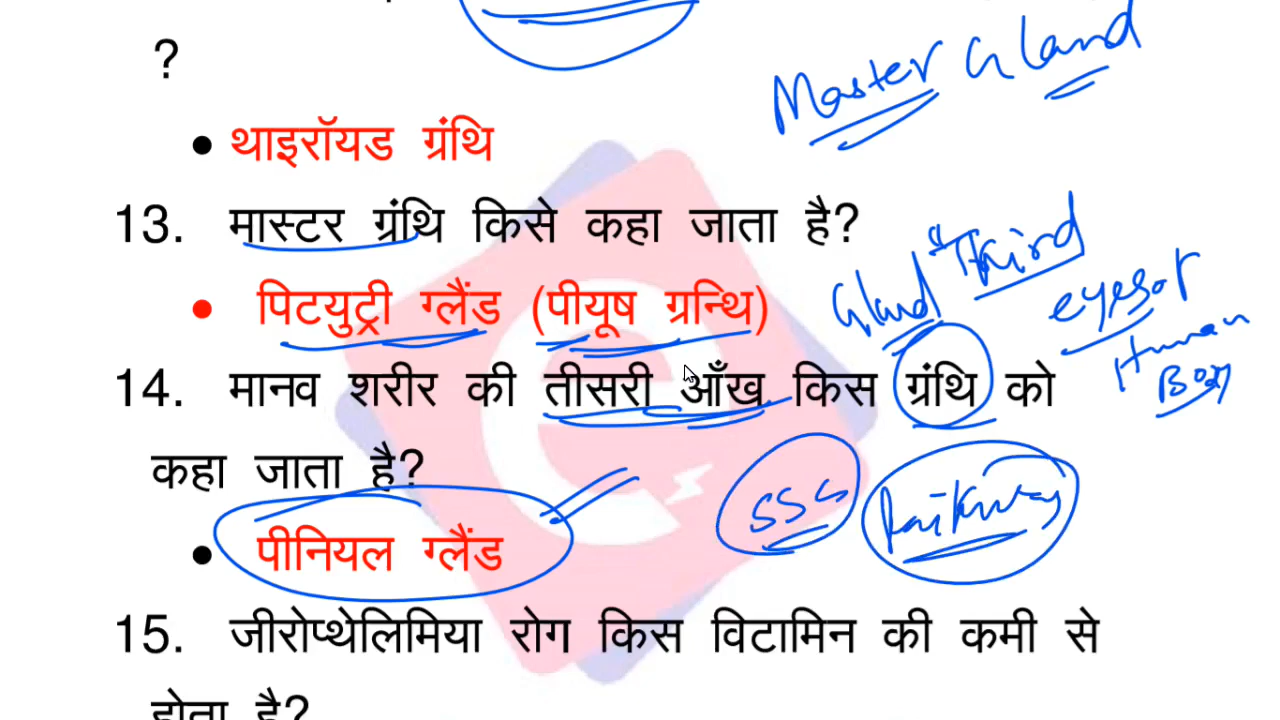 ?
Master Gland
• थाइरॉयड ग्रंथि
13. मास्टर ग्रंथि किसे कहा जाता है?
• पिटयुट्री ग्लैंड (पीयूष ग्रन्थि)
Gland "Third
eyes of
Human
Body
14. मानव शरीर की तीसरी आँख किस ग्रंथि को
कहा जाता है?
SSC Railway
• पीनियल ग्लैंड
15. जीरोप्थेलिमिया रोग किस विटामिन की कमी से
होता है?